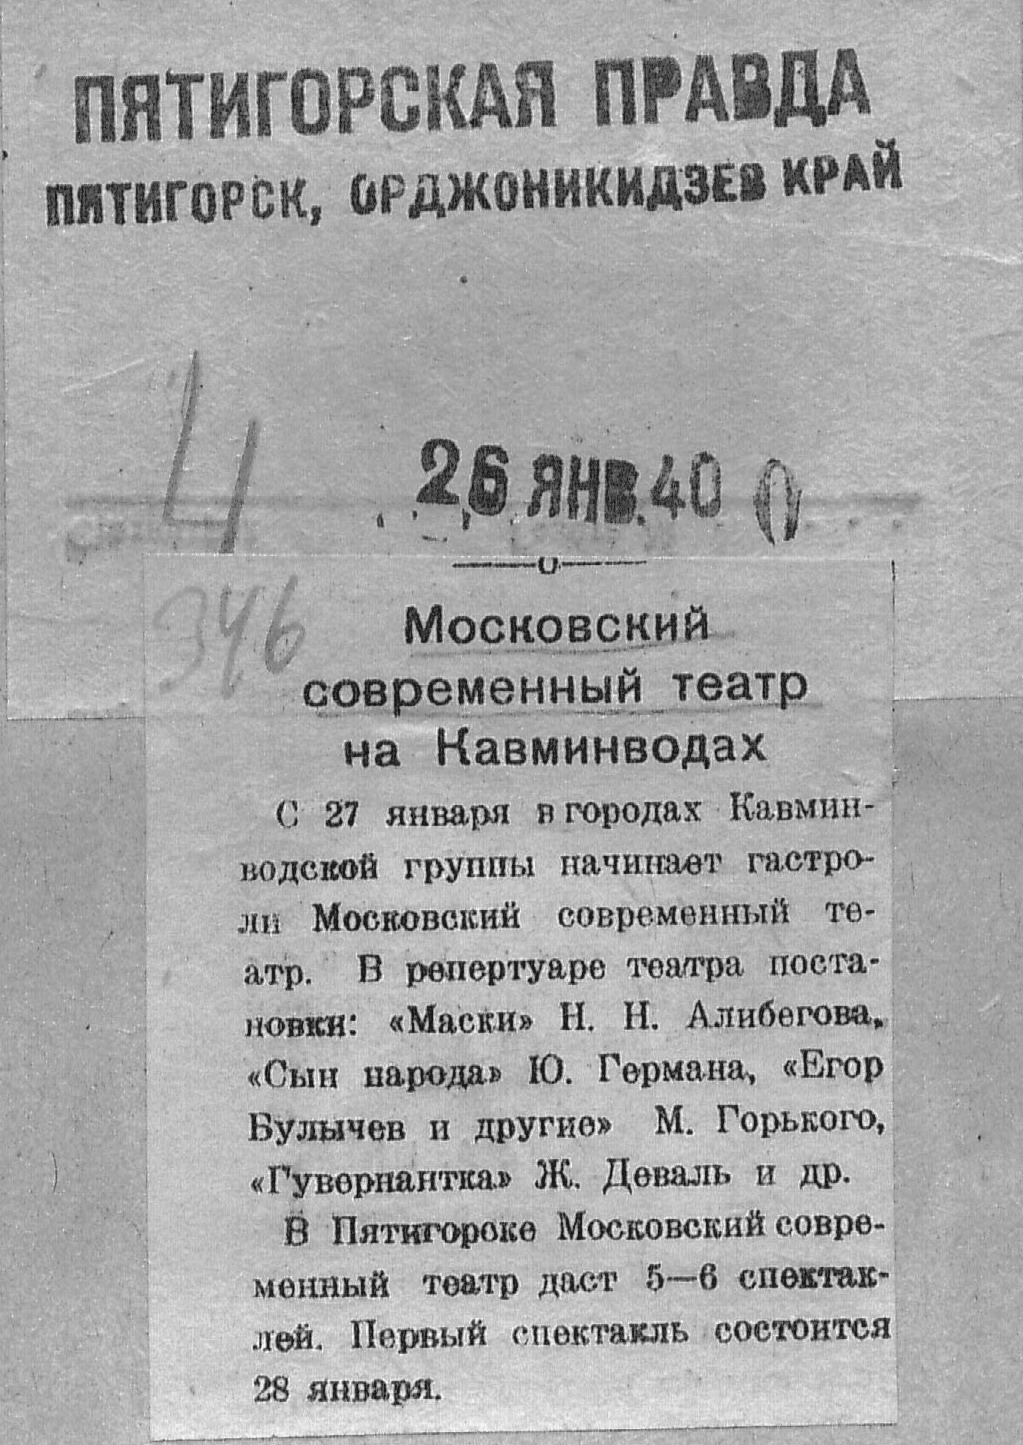 ПЯТИГОРСКАЯ ПРАВДА
ПЯТИГОРСК, ОРДЖОНИКИДЗЕВ КРАЙ
26 ЯНВ. 40
346
Московский
современный театр
на Кавминводах
С 27 января в городах Кавмин-
водской группы начинает гастро-
ли Московский современный те-
атр. В репертуаре театра поста-
новки: «Маски» Н. Н. Алибегова,
«Сын народа» Ю. Германа, «Егор
Булычев и другие» М. Горького,
«Гувернантка» Ж. Деваль и др.
В Пятигорске Московский совре-
менный театр даст 5—6 спектак-
лей. Первый спектакль состоится
28 января.